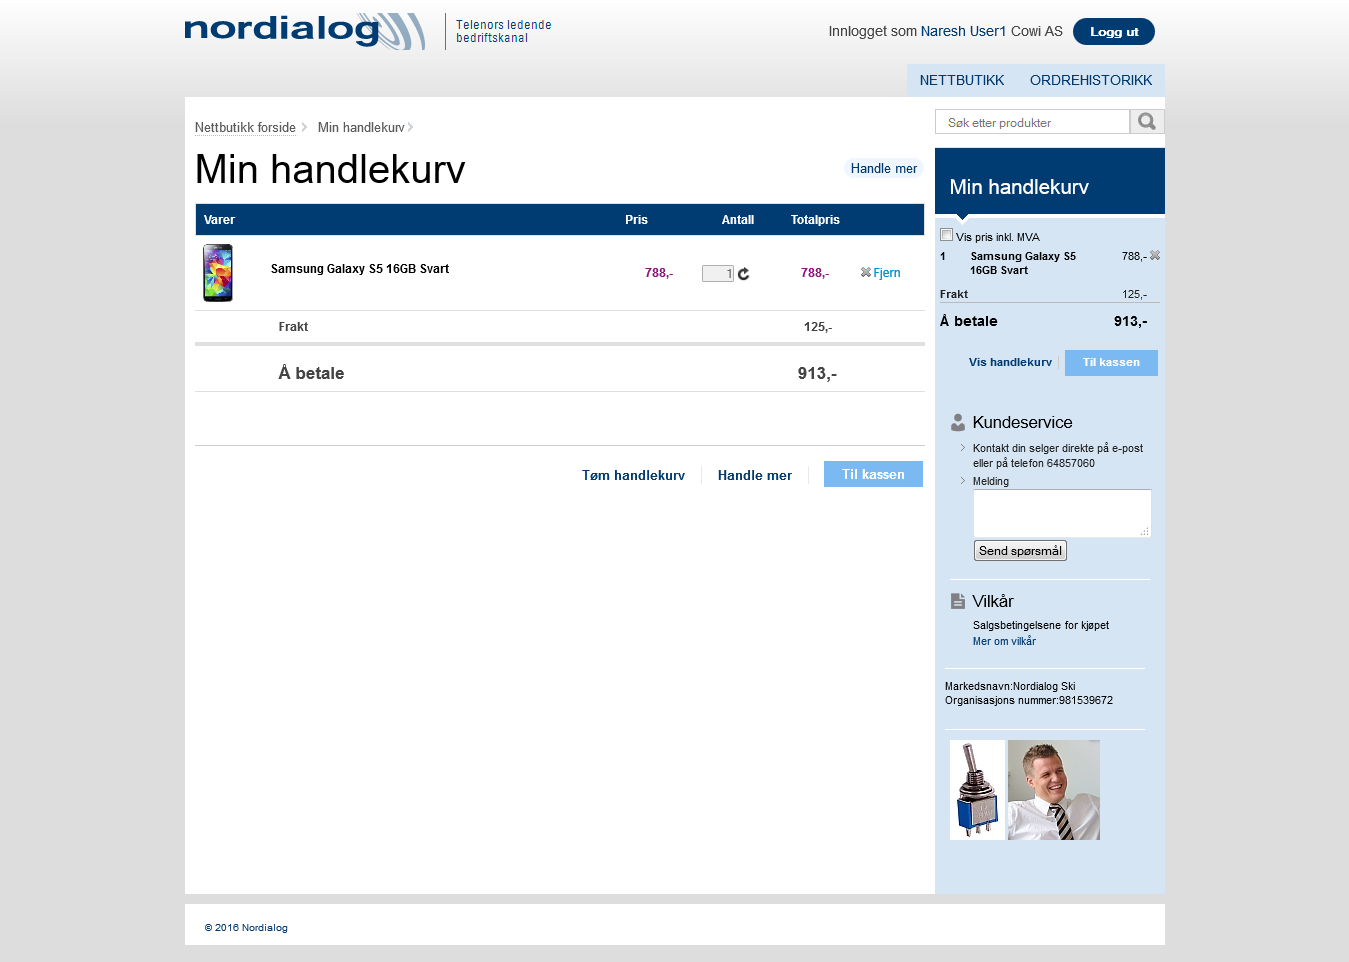 nordialog
Telenors ledende
bedriftskanal
Innlogget som Naresh User1 Cowi AS
Logg ut
NETTBUTIKK ORDREHISTORIKK
Nettbutikk forside Min handlekurv
Søk etter produkter
Min handlekurv
Handle mer
Varer Pris Antall Totalpris
Samsung Galaxy S5 16GB Svart 788,- 1 788,- Fjern
Frakt 125,-
Å betale 913,-
Tøm handlekurv Handle mer Til kassen
Min handlekurv
Vis pris inkl. MVA
1 Samsung Galaxy S5 788,-
16GB Svart
Frakt 125,-
Å betale 913,-
Vis handlekurv Til kassen
Kundeservice
Kontakt din selger direkte på e-post
eller på telefon 64857060
Melding
Send spørsmål
Vilkår
Salgsbetingelsene for kjøpet
Mer om vilkår
Markedsnavn:Nordialog Ski
Organisasjons nummer:981539672
© 2016 Nordialog